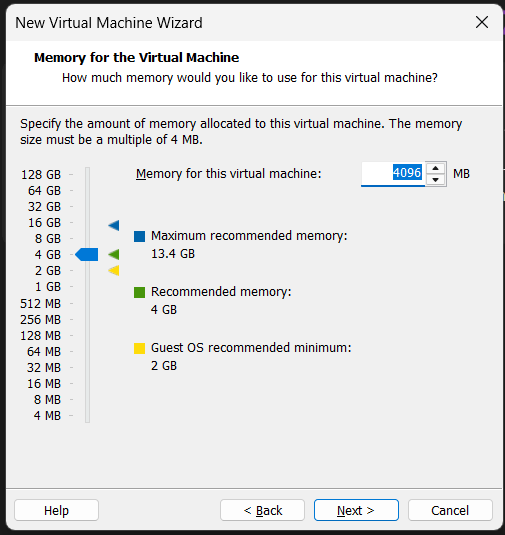 New Virtual Machine Wizard
Memory for the Virtual Machine
How much memory would you like to use for this virtual machine?
Specify the amount of memory allocated to this virtual machine. The memory
size must be a multiple of 4 MB.
Memory for this virtual machine: 4096 MB
128 GB
64 GB
32 GB
16 GB
8 GB
4 GB
2 GB
1 GB
512 MB
256 MB
128 MB
64 MB
32 MB
16 MB
8 MB
4 MB
Maximum recommended memory:
13.4 GB
Recommended memory:
4 GB
Guest OS recommended minimum:
2 GB
Help
< Back
Next >
Cancel